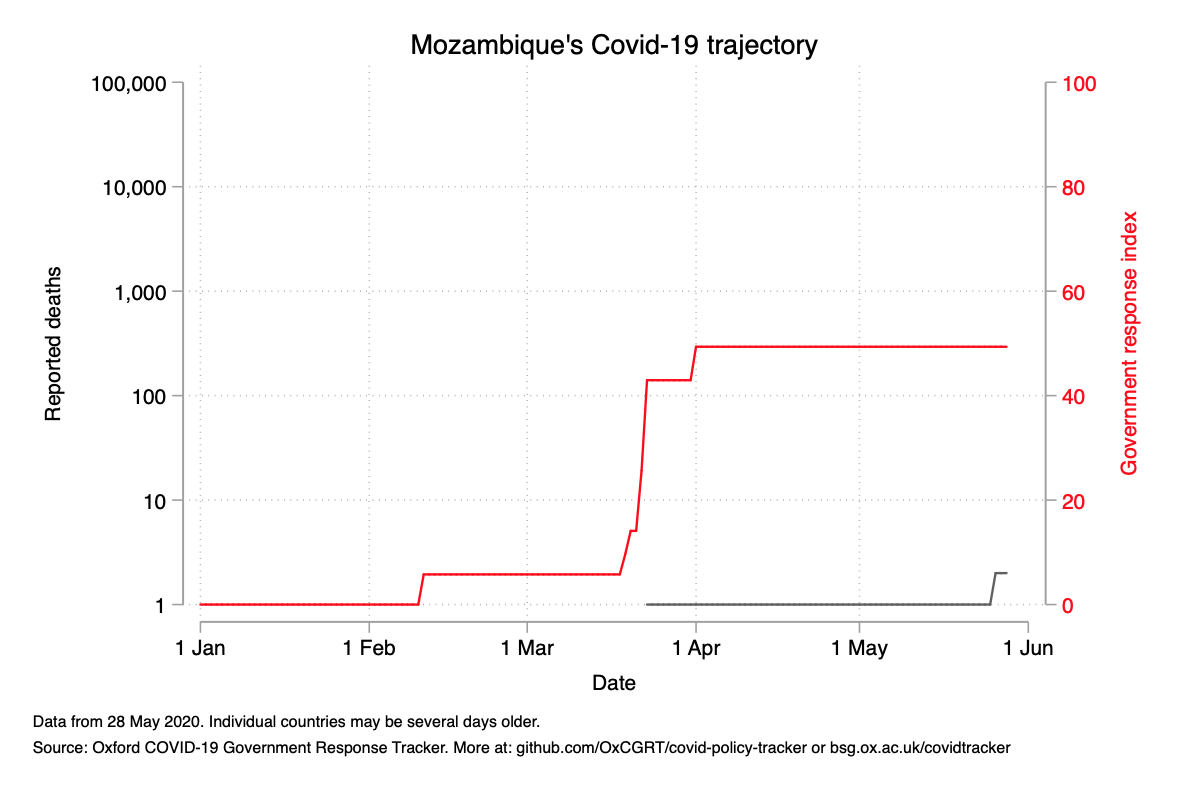 Mozambique's Covid-19 trajectory
100,000
10,000
1,000
100
10
1
Reported deaths
100
80
60
40
20
0
Government response index
1 Jan
1 Feb
1 Mar
1 Apr
1 May
1 Jun
Date
Data from 28 May 2020. Individual countries may be several days older.
Source: Oxford COVID-19 Government Response Tracker. More at: github.com/OxCGRT/covid-policy-tracker or bsg.ox.ac.uk/covidtracker